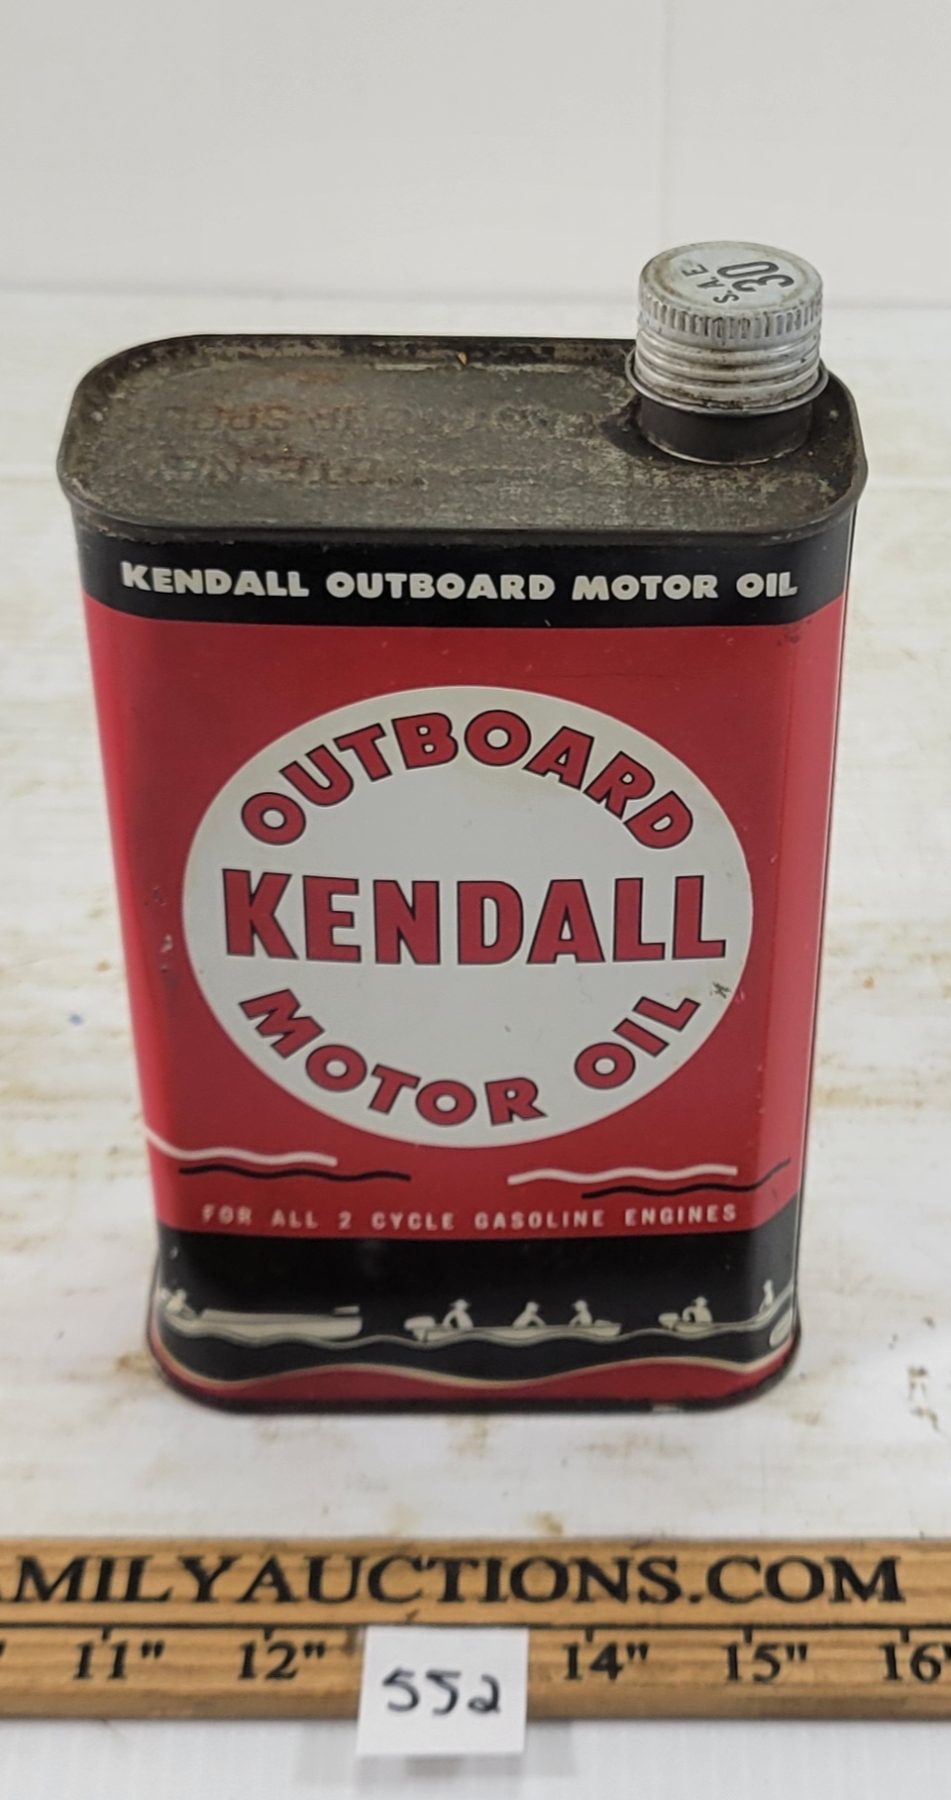 S.A.E.
30
KENDALL OUTBOARD MOTOR OIL
OUTBOARD
KENDALL
MOTOR OIL
FOR ALL 2 CYCLE GASOLINE ENGINES
AMILYAUCTIONS.COM
11" 12" 14" 15" 16"
552